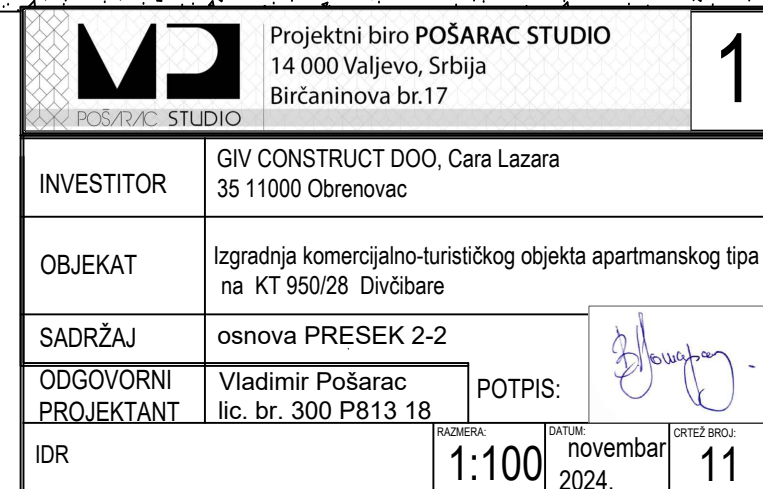 Projektni biro POŠARAC STUDIO
14 000 Valjevo, Srbija
Birčaninova br.17
MP
POŠARAC STUDIO
1
INVESTITOR
GIV CONSTRUCT DOO, Cara Lazara
35 11000 Obrenovac
OBJEKAT
Izgradnja komercijalno-turističkog objekta apartmanskog tipa
na KT 950/28 Divčibare
SADRŽAJ
osnova PRESEK 2-2
ODGOVORNI
PROJEKTANT
Vladimir Pošarac
lic. br. 300 P813 18
POTPIS:
IDR
RAZMERA:
1:100
DATUM:
novembar
2024.
CRTEŽ BROJ:
11